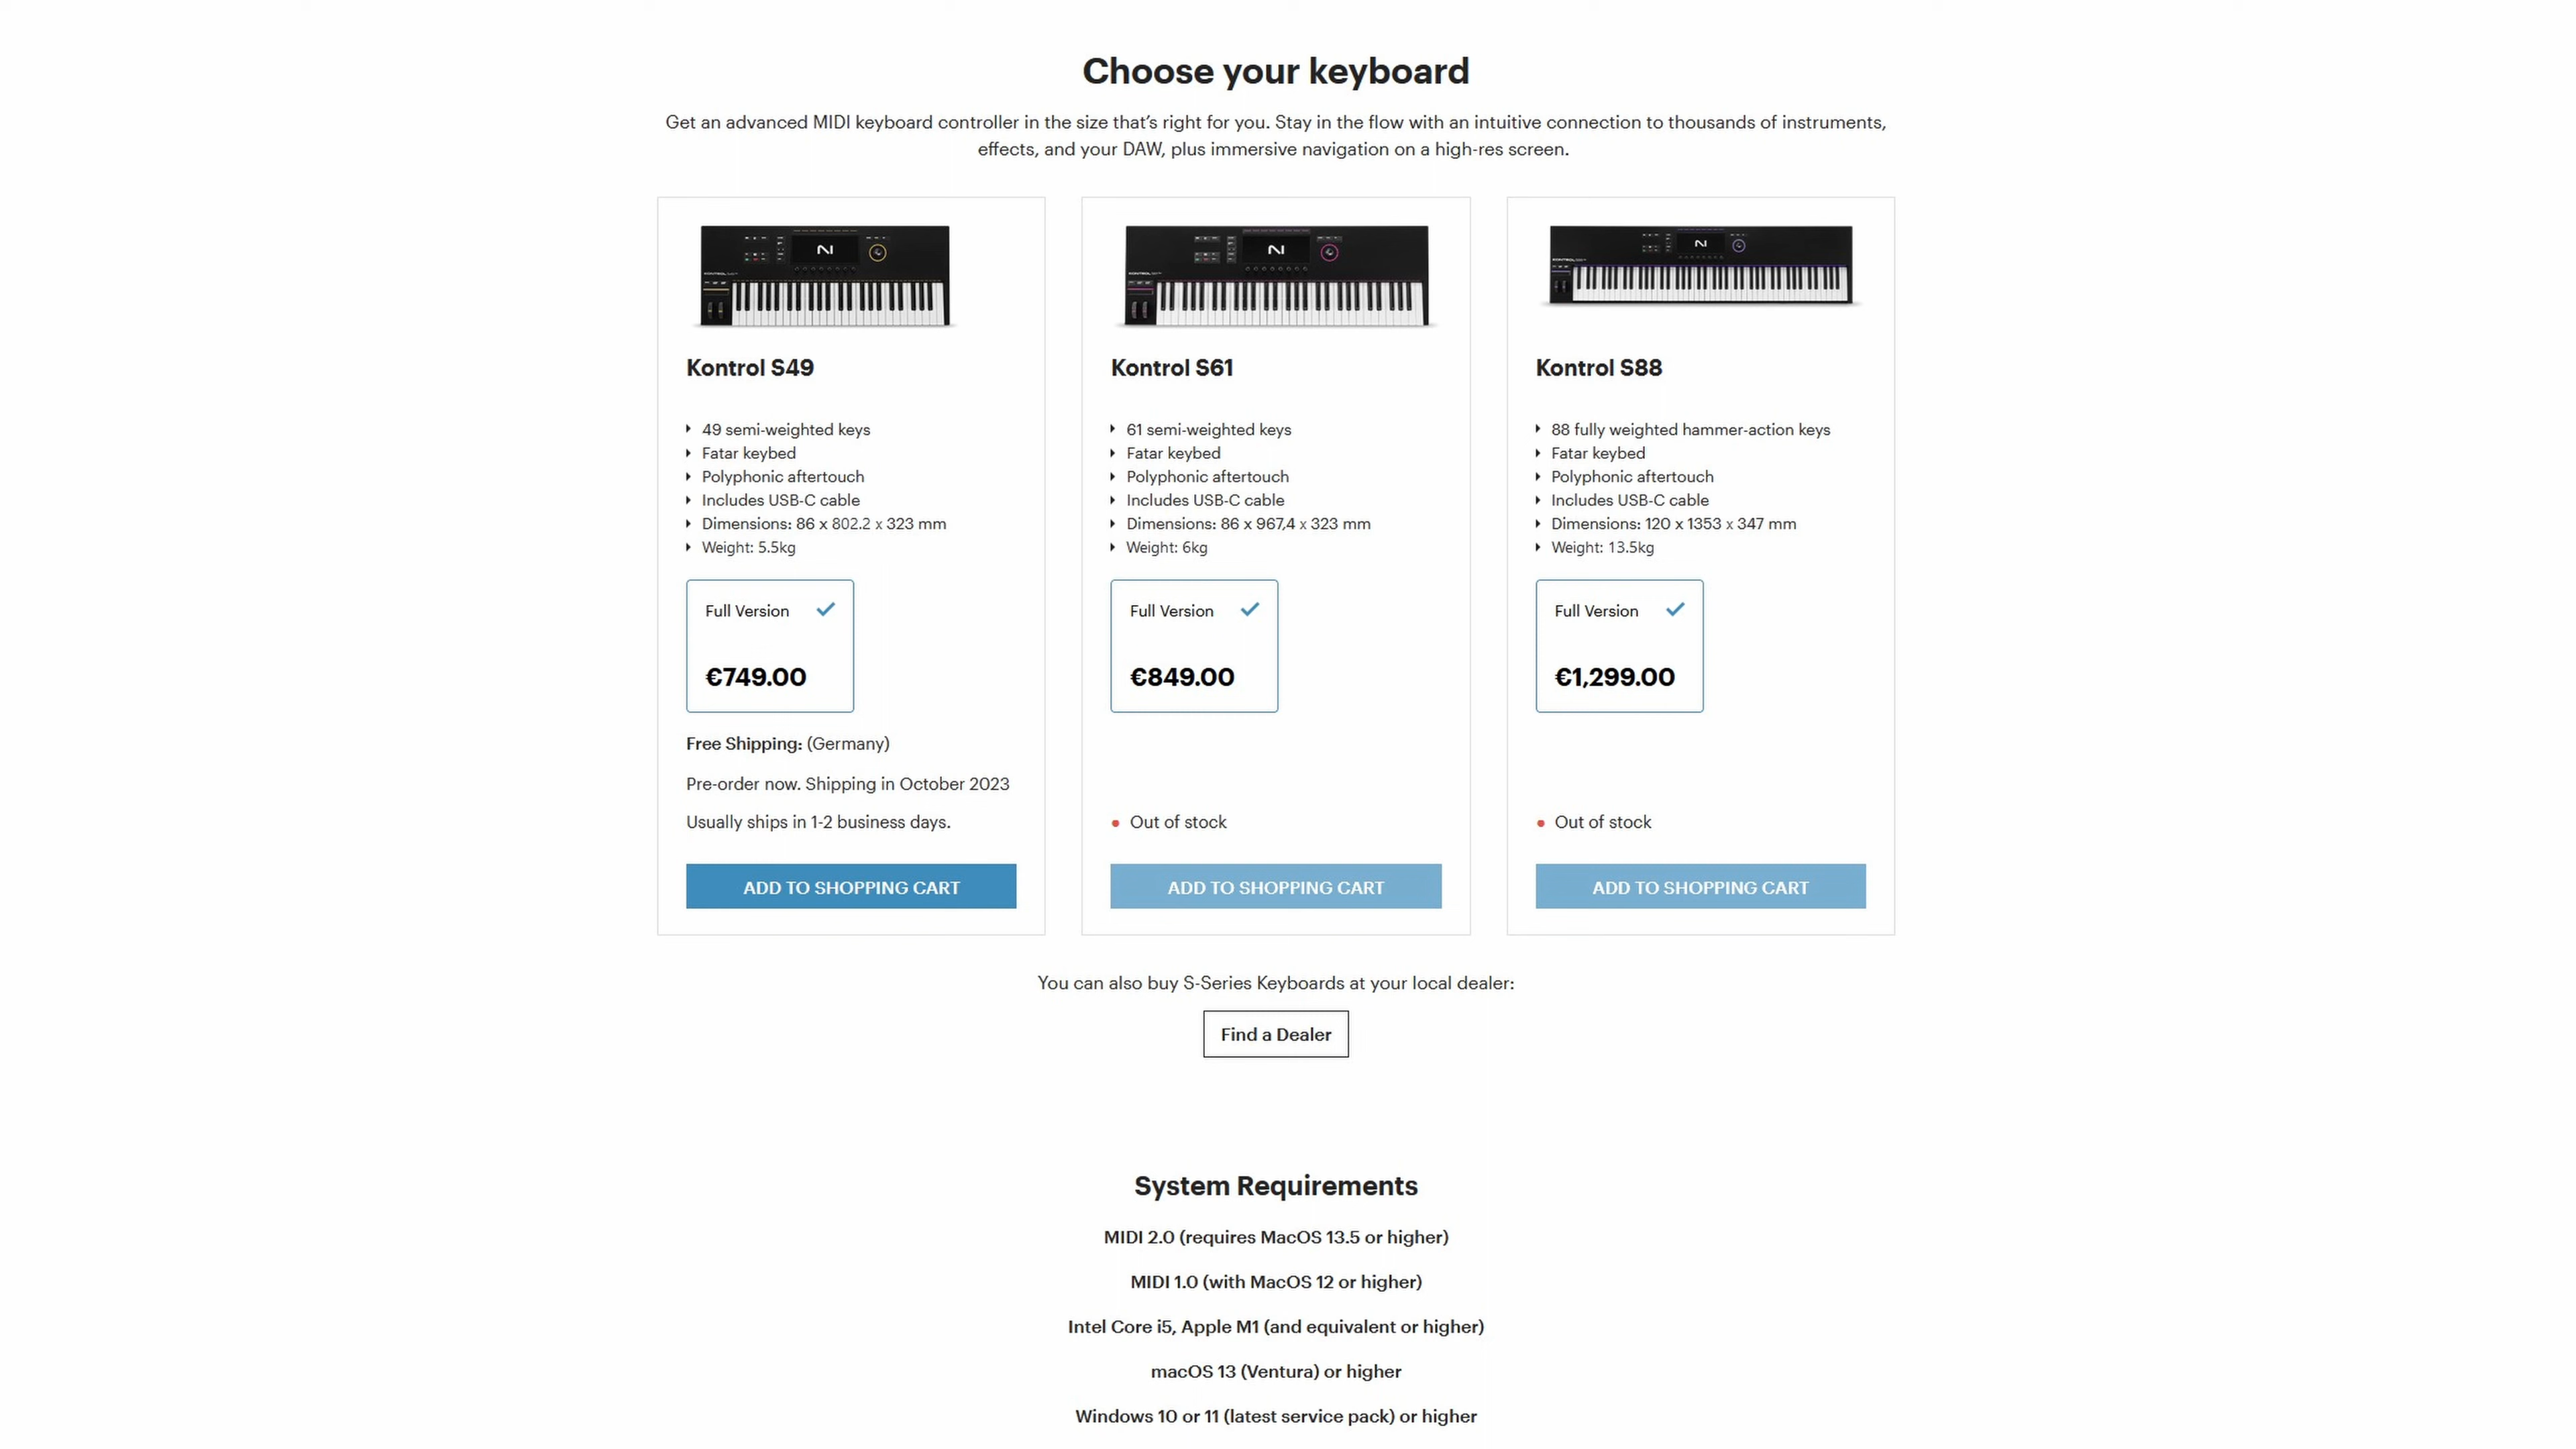 Choose your keyboard
Get an advanced MIDI keyboard controller in the size that's right for you. Stay in the flow with an intuitive connection to thousands of instruments,
effects, and your DAW, plus immersive navigation on a high-res screen.
Kontrol S49
49 semi-weighted keys
Fatar keybed
Polyphonic aftertouch
Includes USB-C cable
Dimensions: 86 x 802.2 x 323 mm
Weight: 5.5kg
Full Version
€749.00
Free Shipping: (Germany)
Pre-order now. Shipping in October 2023
Usually ships in 1-2 business days.
ADD TO SHOPPING CART
Kontrol S61
61 semi-weighted keys
Fatar keybed
Polyphonic aftertouch
Includes USB-C cable
Dimensions: 86 x 967,4 x 323 mm
Weight: 6kg
Full Version
€849.00
Out of stock
ADD TO SHOPPING CART
Kontrol S88
88 fully weighted hammer-action keys
Fatar keybed
Polyphonic aftertouch
Includes USB-C cable
Dimensions: 120 x 1353 x 347 mm
Weight: 13.5kg
Full Version
€1,299.00
Out of stock
ADD TO SHOPPING CART
You can also buy S-Series Keyboards at your local dealer:
Find a Dealer
System Requirements
MIDI 2.0 (requires MacOS 13.5 or higher)
MIDI 1.0 (with MacOS 12 or higher)
Intel Core i5, Apple M1 (and equivalent or higher)
macOS 13 (Ventura) or higher
Windows 10 or 11 (latest service pack) or higher